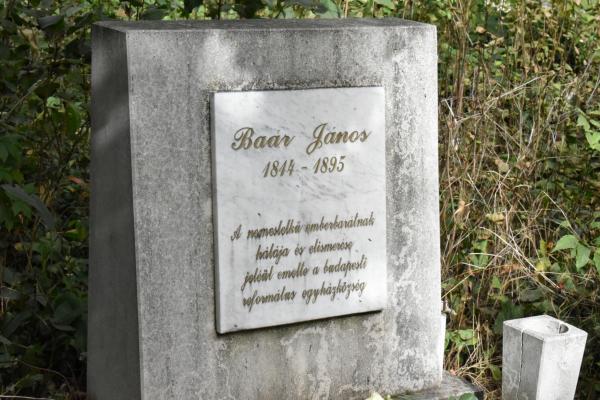 Baár János
1814.-1895
A nemeslelkű emberbarátnak
hálája és elismerése
jeléül emelte a budapesti
református egyházközség